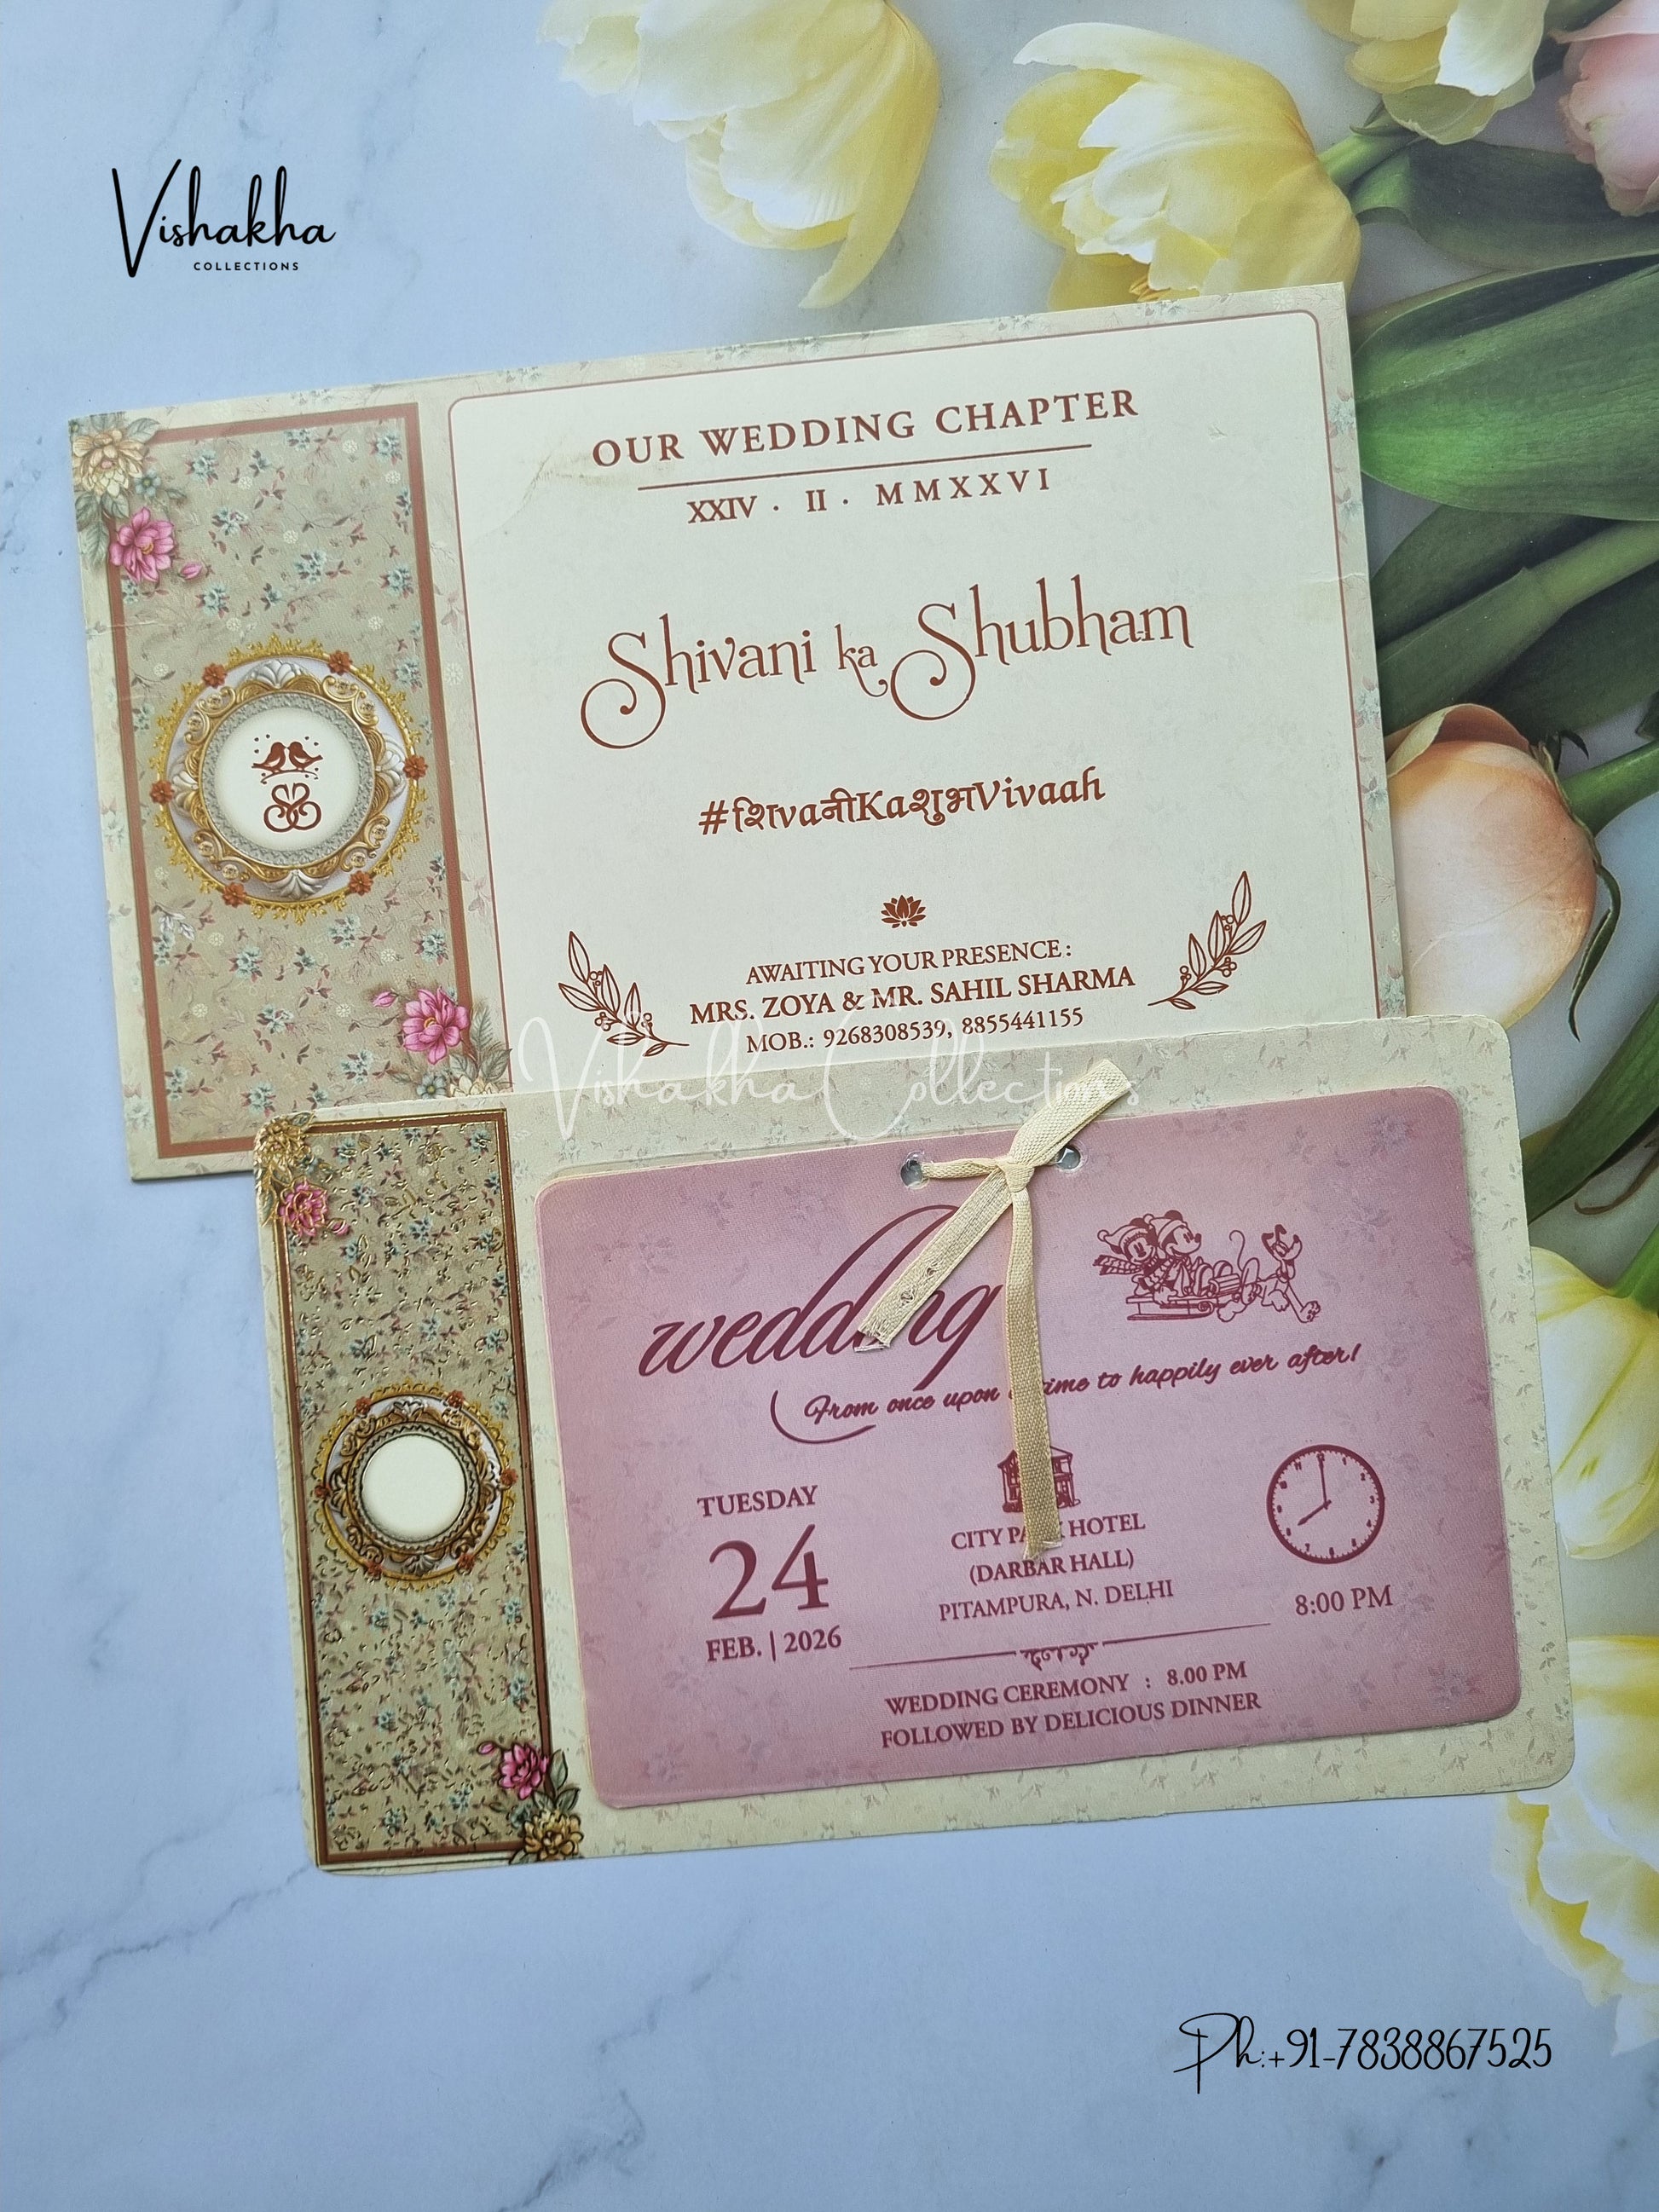 Vishakha
COLLECTIONS
OUR WEDDING CHAPTER
XXIV · II · MMXXVI
Shivani ka Shubham
#शिvaनीKaशुभVivaah
AWAITING YOUR PRESENCE :
MRS. ZOYA & MR. SAHIL SHARMA
MOB.: 9268308539, 8855441155
Vishakha Collections
wedding
From once upon a time to happily ever after!
TUESDAY
24
FEB. | 2026
CITY PARK HOTEL
(DARBAR HALL)
PITAMPURA, N. DELHI
8:00 PM
WEDDING CEREMONY : 8.00 PM
FOLLOWED BY DELICIOUS DINNER
Ph:+91-7838867525